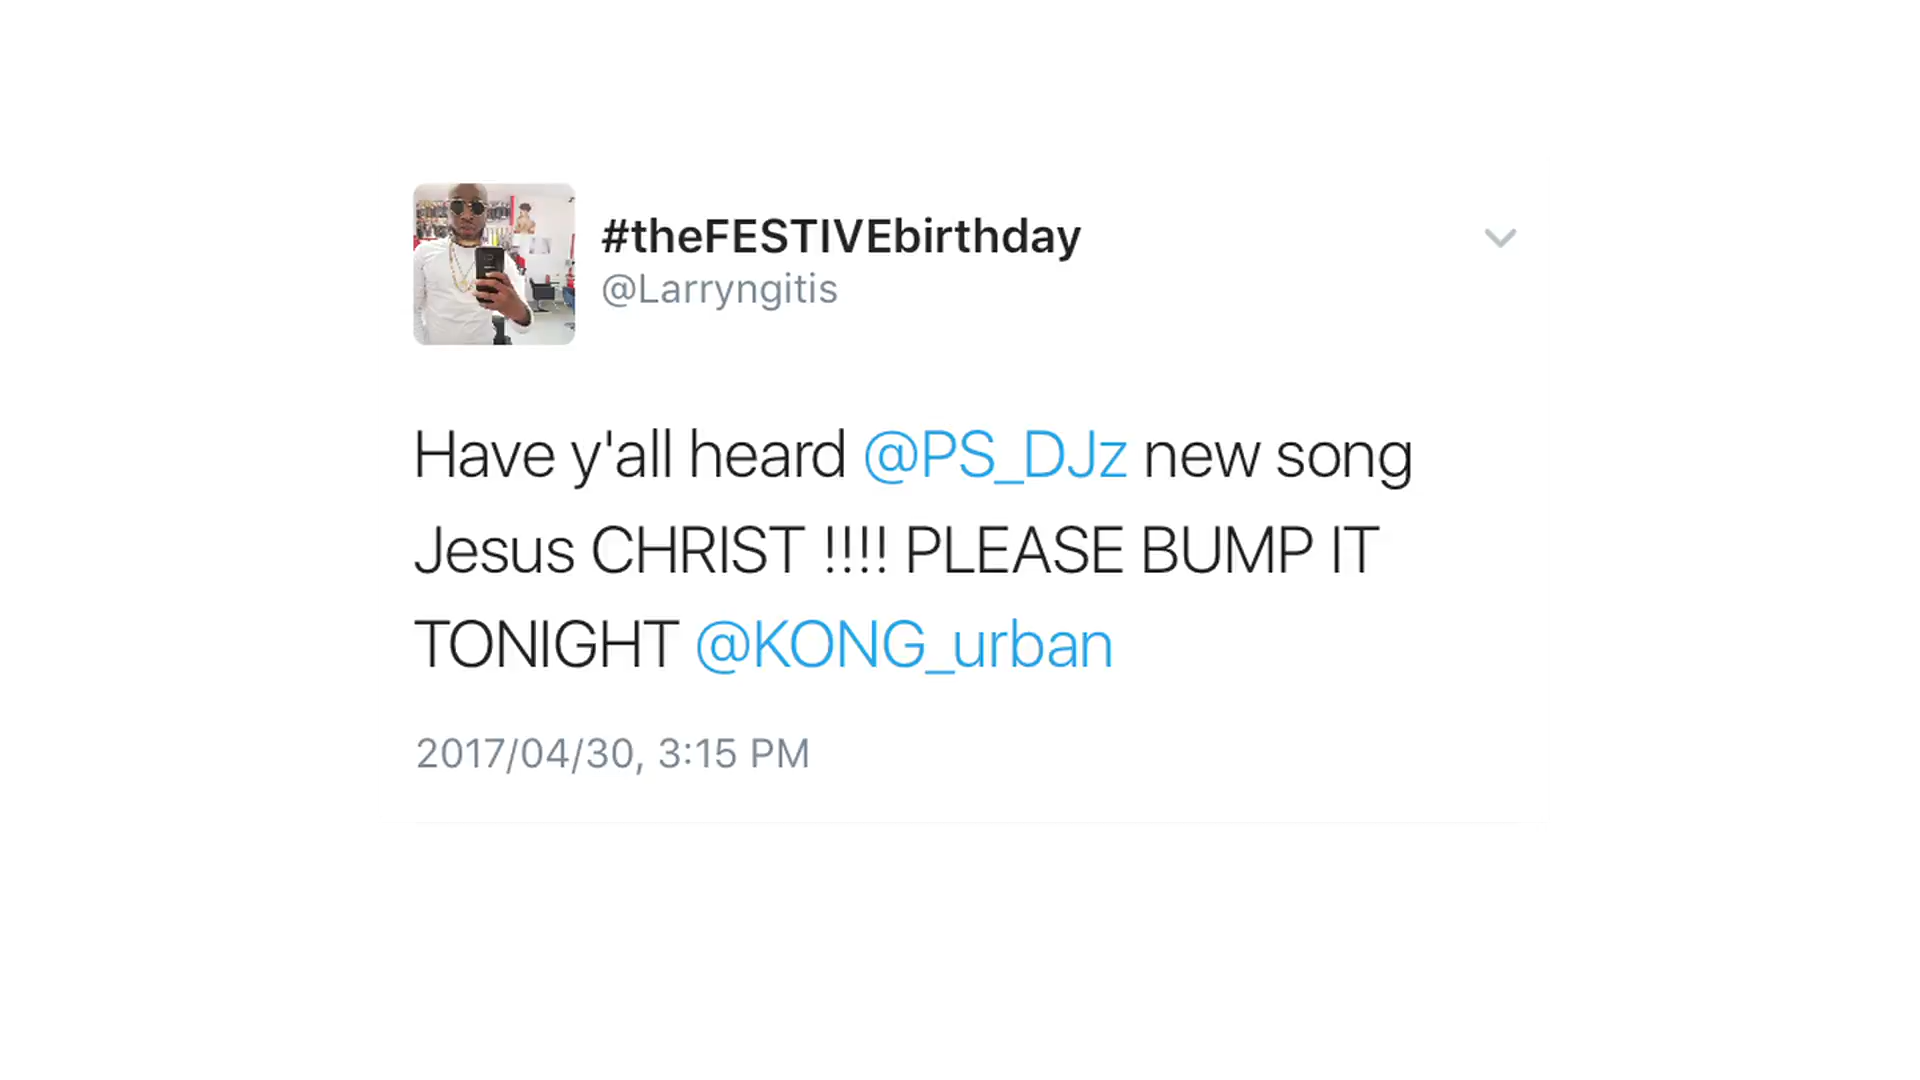 #theFESTIVEbirthday
@Larryngitis
Have y'all heard @PS_DJz new song
Jesus CHRIST !!!! PLEASE BUMP IT
TONIGHT @KONG_urban
2017/04/30, 3:15 PM